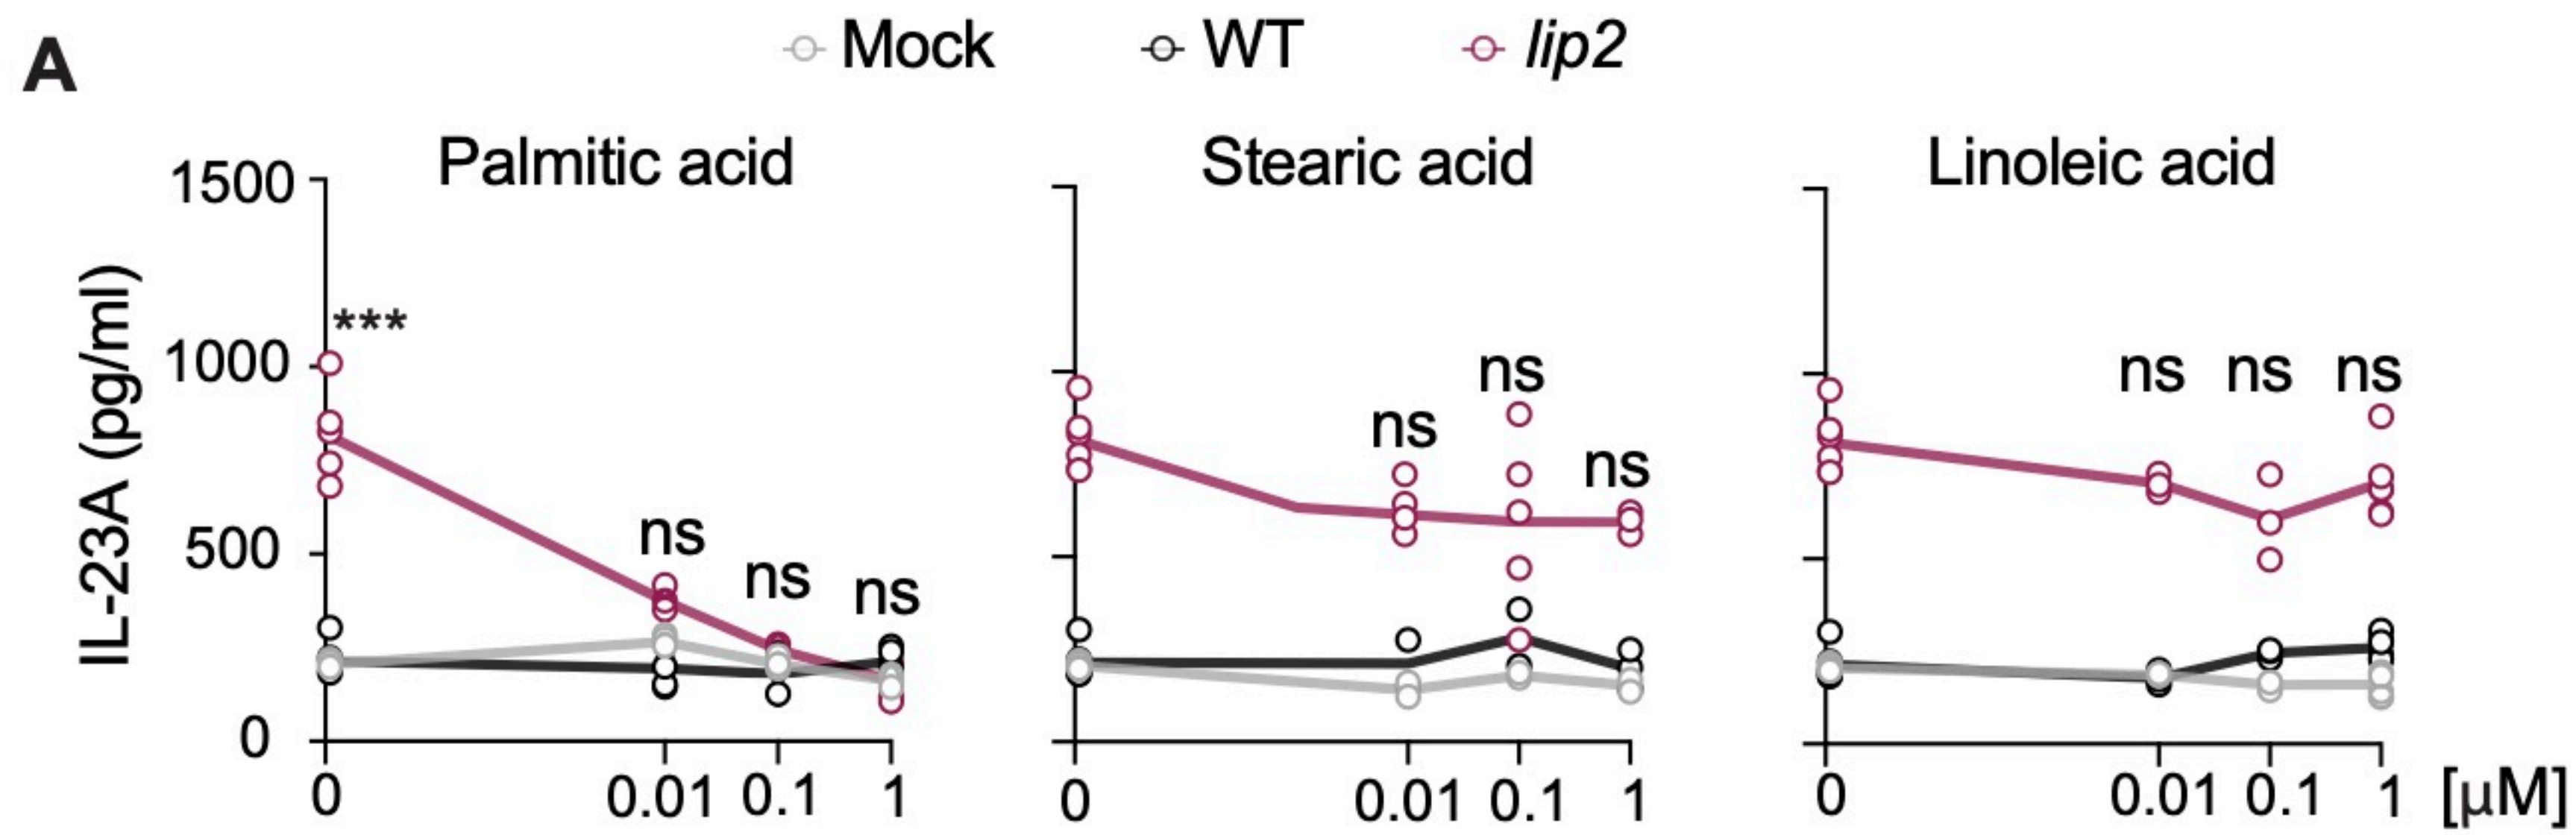 A
Mock WT lip2
Palmitic acid Stearic acid Linoleic acid
IL-23A (pg/ml)
1500
1000
500
0
***
ns ns ns
ns ns ns
ns ns ns
0 0.01 0.1 1
0 0.01 0.1 1
0 0.01 0.1 1 [μM]